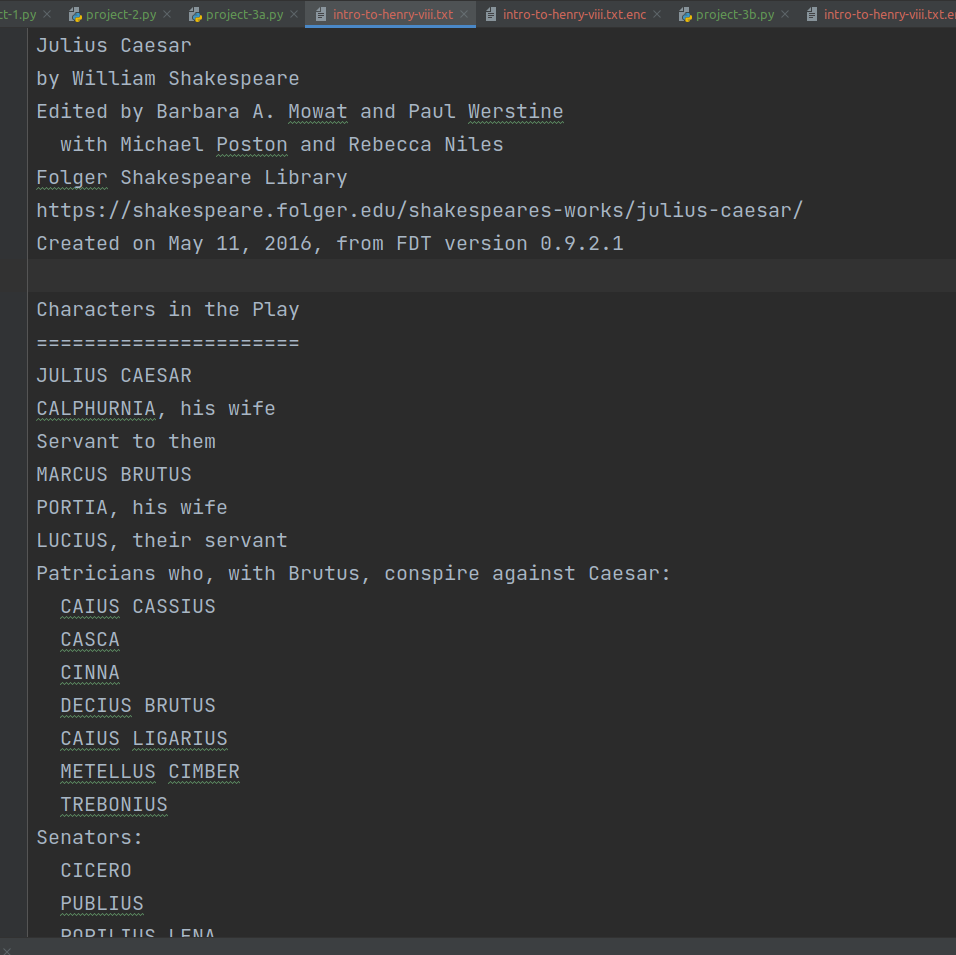 ct-1.py project-2.py project-3a.py intro-to-henry-viii.txt intro-to-henry-viii.txt.enc project-3b.py intro-to-henry-viii.txt.en
Julius Caesar
by William Shakespeare
Edited by Barbara A. Mowat and Paul Werstine
with Michael Poston and Rebecca Niles
Folger Shakespeare Library
https://shakespeare.folger.edu/shakespeares-works/julius-caesar/
Created on May 11, 2016, from FDT version 0.9.2.1
Characters in the Play
======================
JULIUS CAESAR
CALPHURNIA, his wife
Servant to them
MARCUS BRUTUS
PORTIA, his wife
LUCIUS, their servant
Patricians who, with Brutus, conspire against Caesar:
CAIUS CASSIUS
CASCA
CINNA
DECIUS BRUTUS
CAIUS LIGARIUS
METELLUS CIMBER
TREBONIUS
Senators:
CICERO
PUBLIUS
POPILIUS LENA